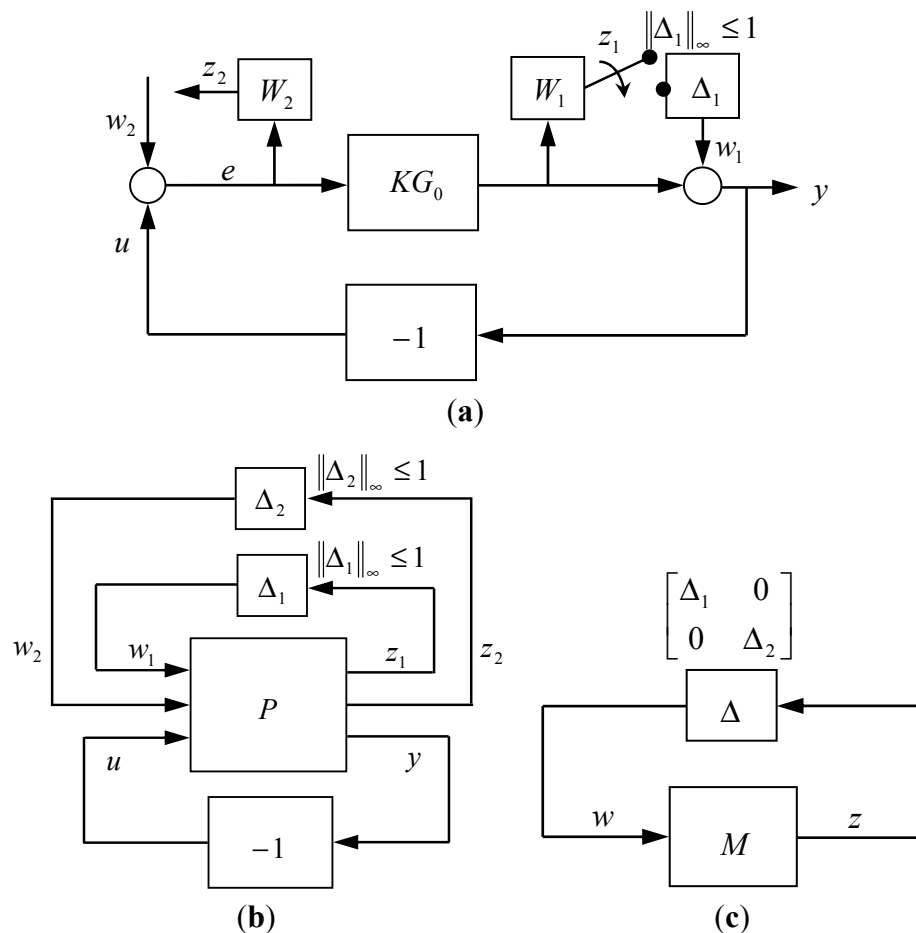 ‖Δ₁‖∞ ≤ 1
z₁
z₂
W₂
W₁
Δ₁
w₂
w₁
e
KG₀
y
u
−1
(a)
Δ₂
‖Δ₂‖∞ ≤ 1
Δ₁
‖Δ₁‖∞ ≤ 1
w₂
w₁
z₁
z₂
P
u
y
−1
(b)
[Δ₁ 0
0 Δ₂]
Δ
w
M
z
(c)